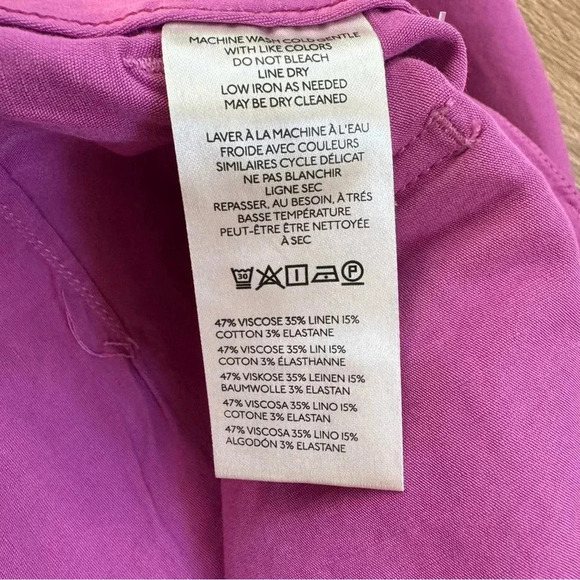 MACHINE WASH COLD GENTLE
WITH LIKE COLORS
DO NOT BLEACH
LINE DRY
LOW IRON AS NEEDED
MAY BE DRY CLEANED
LAVER À LA MACHINE À L'EAU
FROIDE AVEC COULEURS
SIMILAIRES CYCLE DÉLICAT
NE PAS BLANCHIR
LIGNE SEC
REPASSER, AU BESOIN, À TRÉS
BASSE TEMPÉRATURE
PEUT-ÊTRE ÊTRE NETTOYÉE
À SEC
30 P
47% VISCOSE 35% LINEN 15%
COTTON 3% ELASTANE
47% VISCOSE 35% LIN 15%
COTON 3% ÉLASTHANNE
47% VISKOSE 35% LEINEN 15%
BAUMWOLLE 3% ELASTAN
47% VISCOSA 35% LINO 15%
COTONE 3% ELASTAN
47% VISCOSA 35% LINO 15%
ALGODÓN 3% ELASTANE